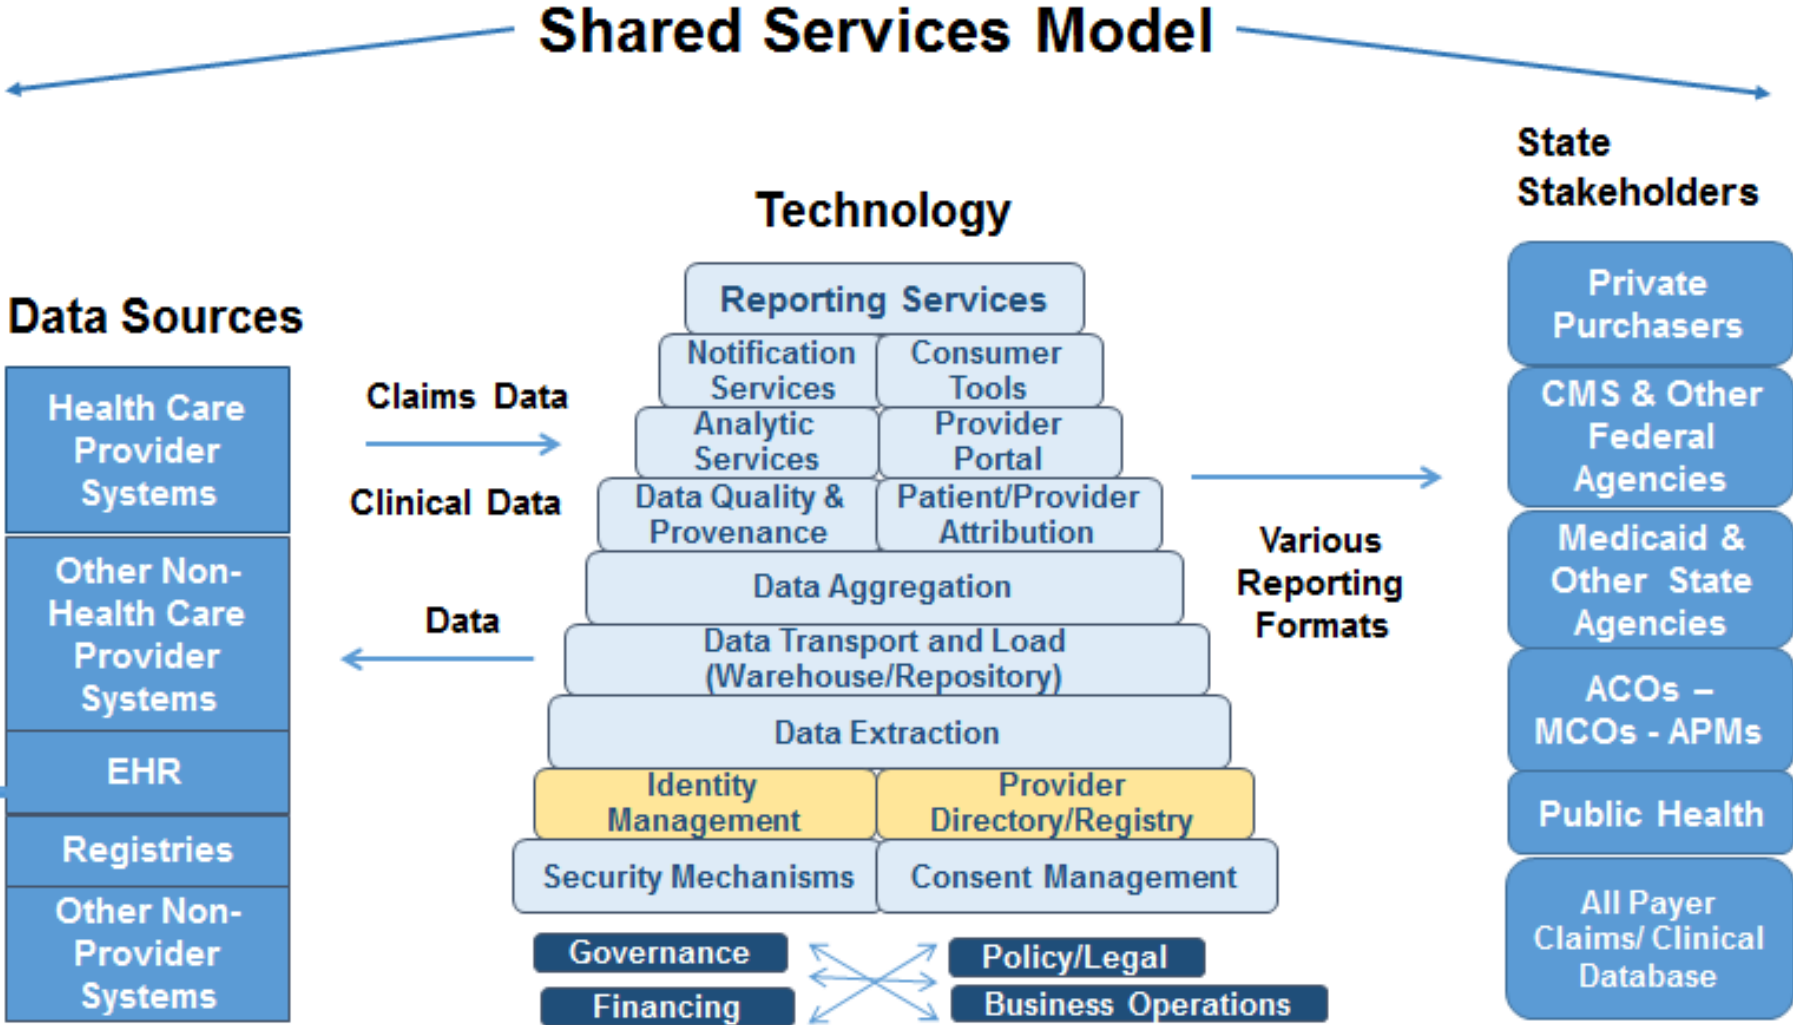 Shared Services Model
Data Sources
Health Care
Provider
Systems
Other Non-
Health Care
Provider
Systems
EHR
Registries
Other Non-
Provider
Systems
Claims Data
Clinical Data
Data
Technology
Reporting Services
Notification
Services
Consumer
Tools
Analytic
Services
Provider
Portal
Data Quality &
Provenance
Patient/Provider
Attribution
Data Aggregation
Data Transport and Load
(Warehouse/Repository)
Data Extraction
Identity
Management
Provider
Directory/Registry
Security Mechanisms
Consent Management
Governance
Policy/Legal
Financing
Business Operations
Various
Reporting
Formats
State
Stakeholders
Private
Purchasers
CMS & Other
Federal
Agencies
Medicaid &
Other State
Agencies
ACOs –
MCOs - APMs
Public Health
All Payer
Claims/ Clinical
Database